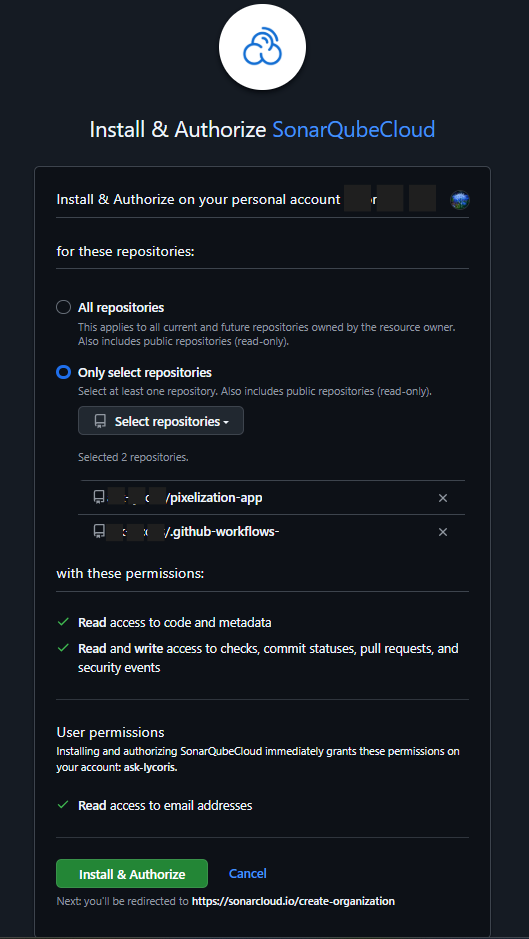 Install & Authorize SonarQubeCloud
Install & Authorize on your personal account
for these repositories:
All repositories
This applies to all current and future repositories owned by the resource owner.
Also includes public repositories (read-only).
Only select repositories
Select at least one repository. Also includes public repositories (read-only).
Select repositories
Selected 2 repositories.
/pixelization-app
/.github-workflows-
with these permissions:
Read access to code and metadata
Read and write access to checks, commit statuses, pull requests, and
security events
User permissions
Installing and authorizing SonarQubeCloud immediately grants these permissions on
your account: ask-lycoris.
Read access to email addresses
Install & Authorize Cancel
Next: you'll be redirected to https://sonarcloud.io/create-organization